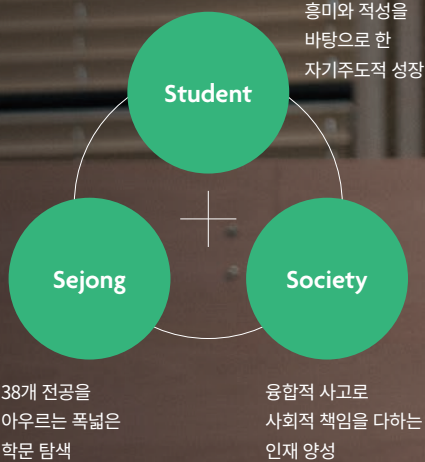 흥미와 적성을
바탕으로 한
자기주도적 성장
Student
Sejong
Society
38개 전공을
아우르는 폭넓은
학문 탐색
융합적 사고로
사회적 책임을 다하는
인재 양성